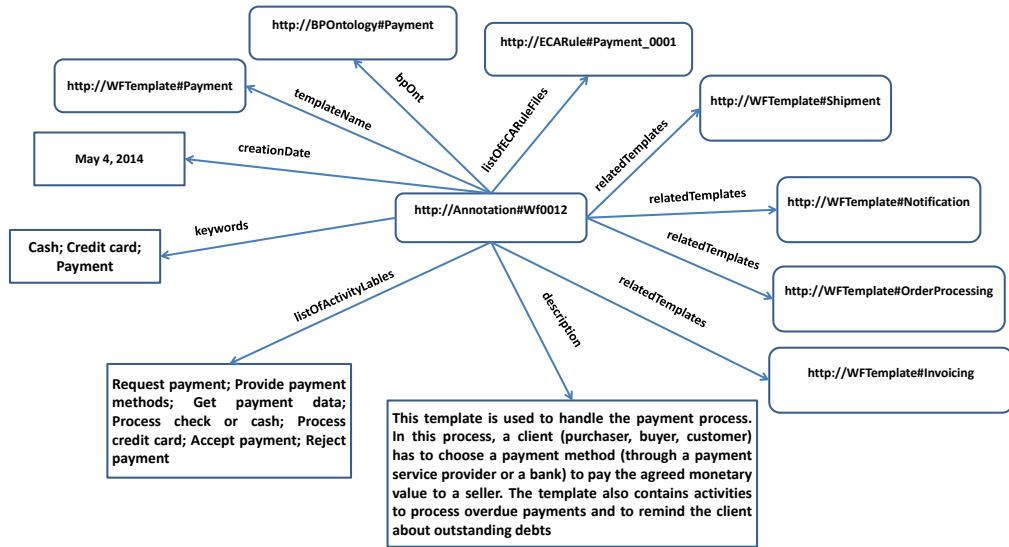 http://BPOntology#Payment
http://ECARule#Payment_0001
http://WFTemplate#Payment
http://WFTemplate#Shipment
bpOnt
templateName
listOfECARuleFiles
relatedTemplates
creationDate
May 4, 2014
http://Annotation#Wf0012
relatedTemplates
http://WFTemplate#Notification
keywords
Cash; Credit card;
Payment
relatedTemplates
http://WFTemplate#OrderProcessing
listOfActivityLables
description
relatedTemplates
http://WFTemplate#Invoicing
Request payment; Provide payment
methods; Get payment data;
Process check or cash; Process
credit card; Accept payment; Reject
payment
This template is used to handle the payment process.
In this process, a client (purchaser, buyer, customer)
has to choose a payment method (through a payment
service provider or a bank) to pay the agreed monetary
value to a seller. The template also contains activities
to process overdue payments and to remind the client
about outstanding debts